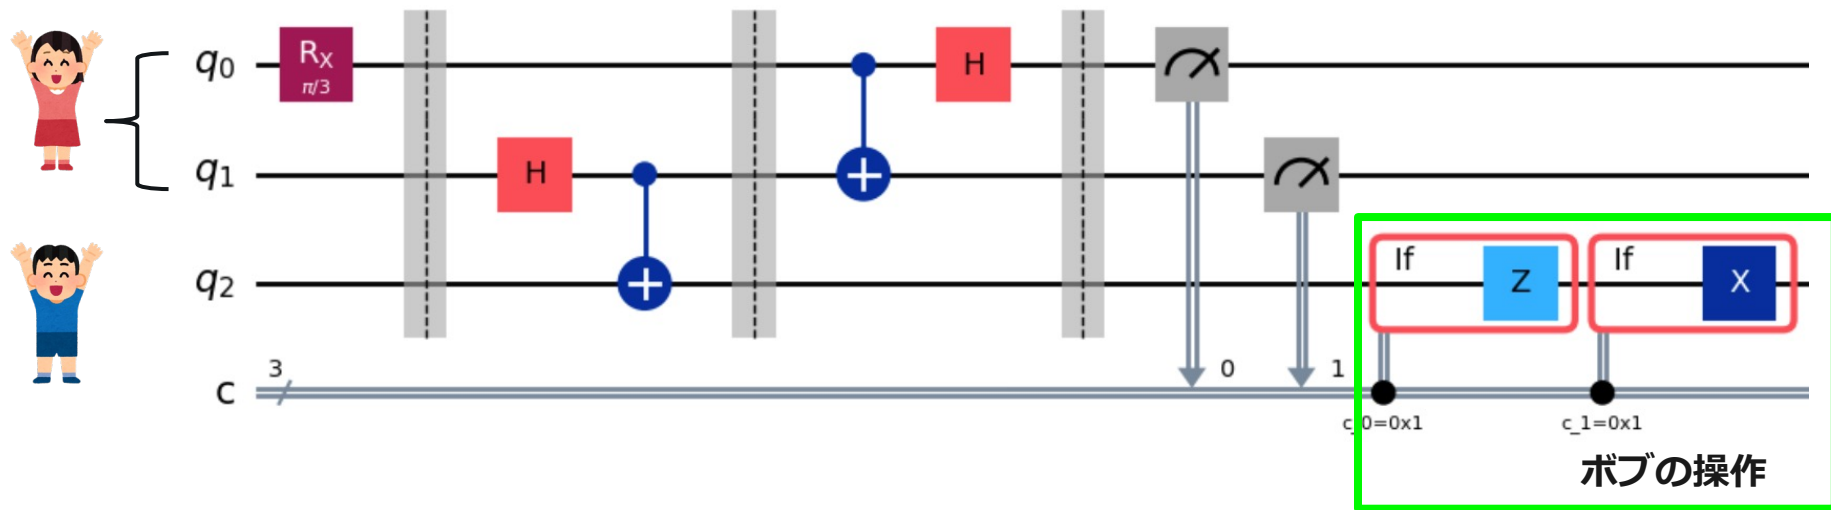 q0 RX π/3 H
q1 H
q2 If Z If X
3 0 1
c
c_0=0x1 c_1=0x1
ボブの操作